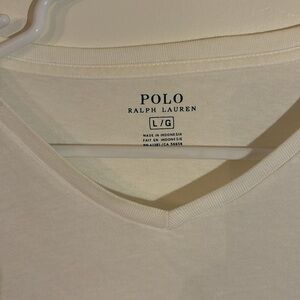 POLO
RALPH LAUREN
L/G
MADE IN INDONESIA
FAIT EN INDONESIE